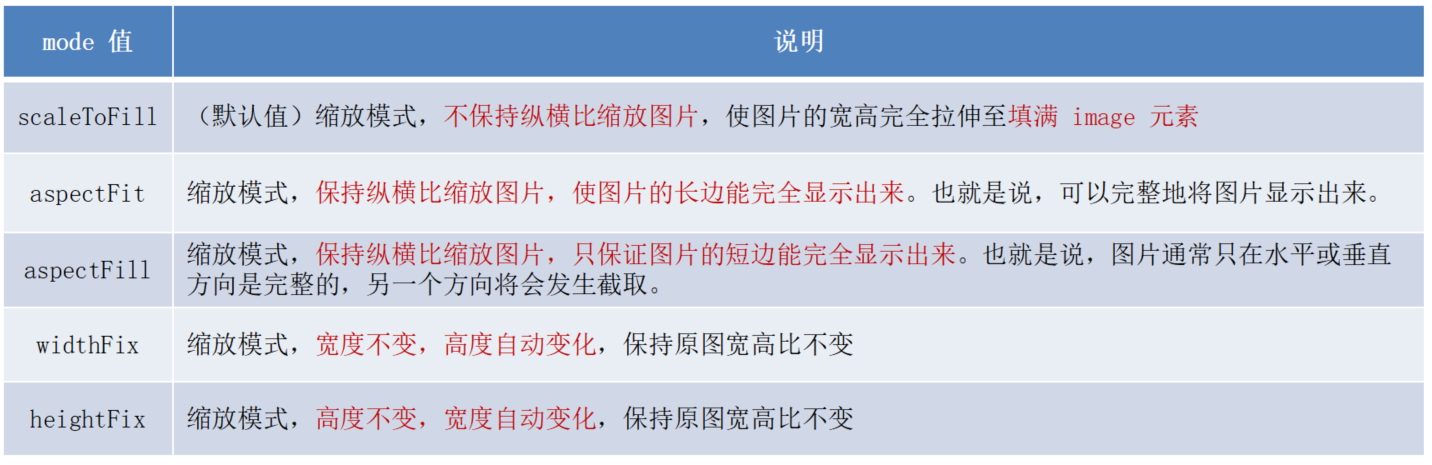 mode 值 说明
scaleToFill （默认值）缩放模式，不保持纵横比缩放图片，使图片的宽高完全拉伸至填满 image 元素
aspectFit 缩放模式，保持纵横比缩放图片，使图片的长边能完全显示出来。也就是说，可以完整地将图片显示出来。
aspectFill 缩放模式，保持纵横比缩放图片，只保证图片的短边能完全显示出来。也就是说，图片通常只在水平或垂直
方向是完整的，另一个方向将会发生截取。
widthFix 缩放模式，宽度不变，高度自动变化，保持原图宽高比不变
heightFix 缩放模式，高度不变，宽度自动变化，保持原图宽高比不变